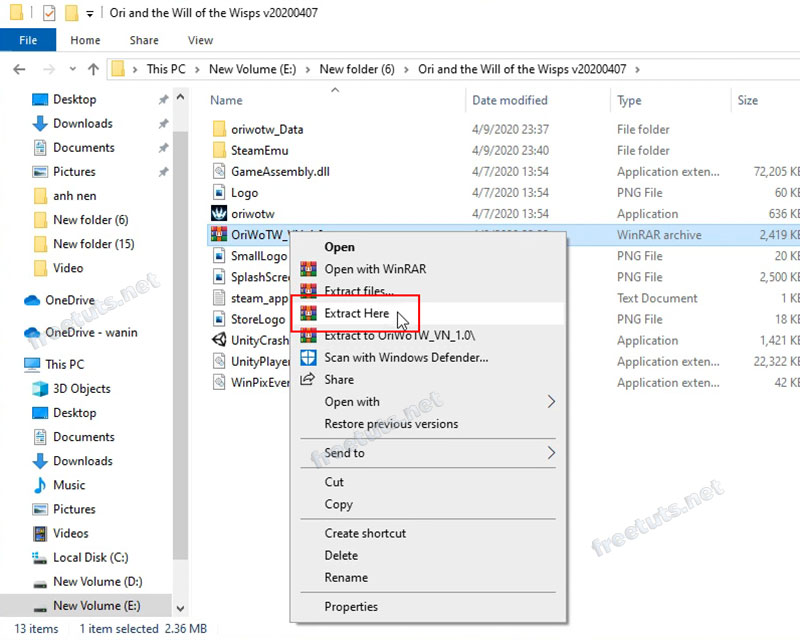 Ori and the Will of the Wisps v20200407
File Home Share View
This PC > New Volume (E:) > New folder (6) > Ori and the Will of the Wisps v20200407 >
Name Date modified Type Size
Desktop
Downloads
Documents
Pictures
anh nen
New folder (6)
New folder (15)
Video
OneDrive
OneDrive - wanin
This PC
3D Objects
Desktop
Documents
Downloads
Music
Pictures
Videos
Local Disk (C:)
New Volume (D:)
New Volume (E:)
oriwotw_Data 4/9/2020 23:37 File folder
SteamEmu 4/9/2020 23:40 File folder
GameAssembly.dll 4/7/2020 13:54 Application exten... 72,205 KB
Logo 4/7/2020 13:54 PNG File 60 KB
oriwotw 4/7/2020 13:54 Application 636 KB
WinRAR archive 2,419 KB
SmallLogo PNG File 20 KB
SplashScre PNG File 2,500 KB
steam_app Text Document 1 KB
StoreLogo PNG File 18 KB
UnityCrash Application 1,421 KB
UnityPlayer Application exten... 22,322 KB
WinPixEver Application exten... 42 KB
Open
Open with WinRAR
Extract files...
Extract Here
Extract to OriWoTW_VN_1.0\
Scan with Windows Defender...
Share
Open with
Restore previous versions
Send to
Cut
Copy
Create shortcut
Delete
Rename
Properties
13 items 1 item selected 2.36 MB
freetuts.net
freetuts.net
freetuts.net